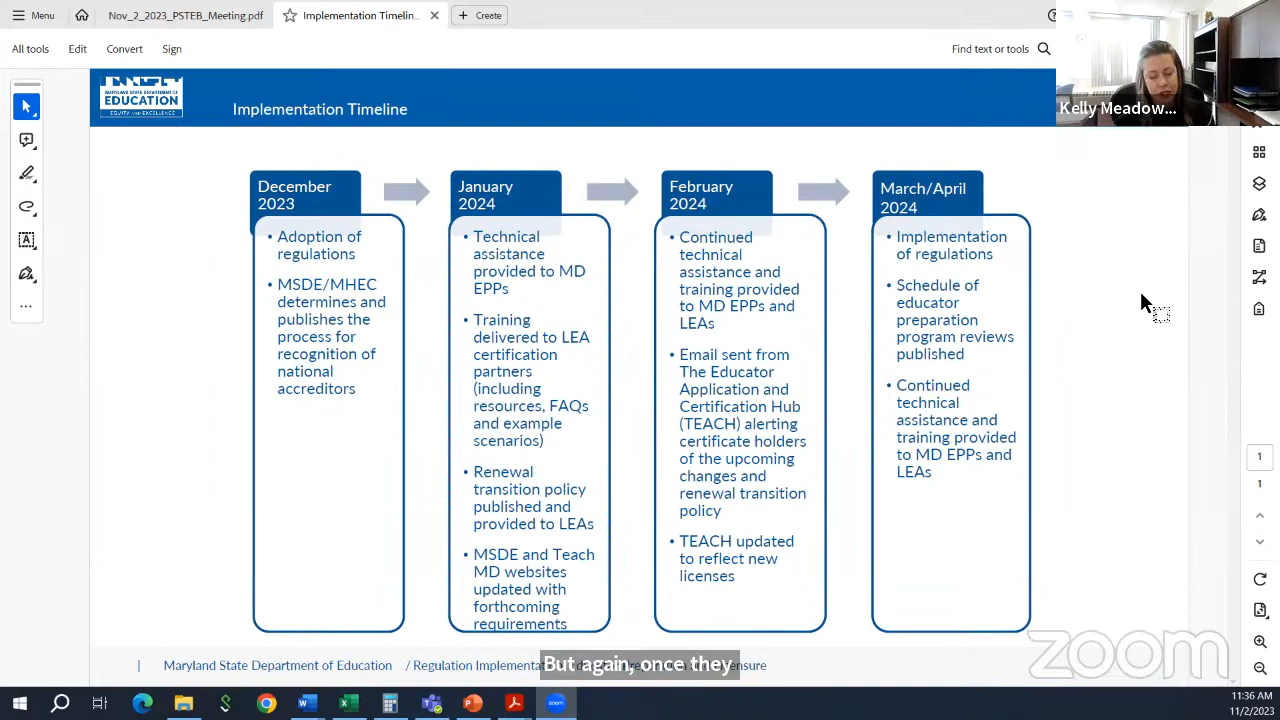 Menu
Nov_2_2023_PSTEB_Meeting.pdf
Implementation Timelin...
Create
All tools
Edit
Convert
Sign
Find text or tools
Kelly Meadow...
MARYLAND STATE DEPARTMENT OF
EDUCATION
EQUITY AND EXCELLENCE
Implementation Timeline
December
2023
• Adoption of
regulations
• MSDE/MHEC
determines and
publishes the
process for
recognition of
national
accreditors
January
2024
• Technical
assistance
provided to MD
EPPs
• Training
delivered to LEA
certification
partners
(including
resources, FAQs
and example
scenarios)
• Renewal
transition policy
published and
provided to LEAs
• MSDE and Teach
MD websites
updated with
forthcoming
requirements
February
2024
• Continued
technical
assistance and
training provided
to MD EPPs and
LEAs
• Email sent from
The Educator
Application and
Certification Hub
(TEACH) alerting
certificate holders
of the upcoming
changes and
renewal transition
policy
• TEACH updated
to reflect new
licenses
March/April
2024
• Implementation
of regulations
• Schedule of
educator
preparation
program reviews
published
• Continued
technical
assistance and
training provided
to MD EPPs and
LEAs
1
1
| Maryland State Department of Education / Regulation Implementa
But again, once they
zoom
11:36 AM
11/2/2023